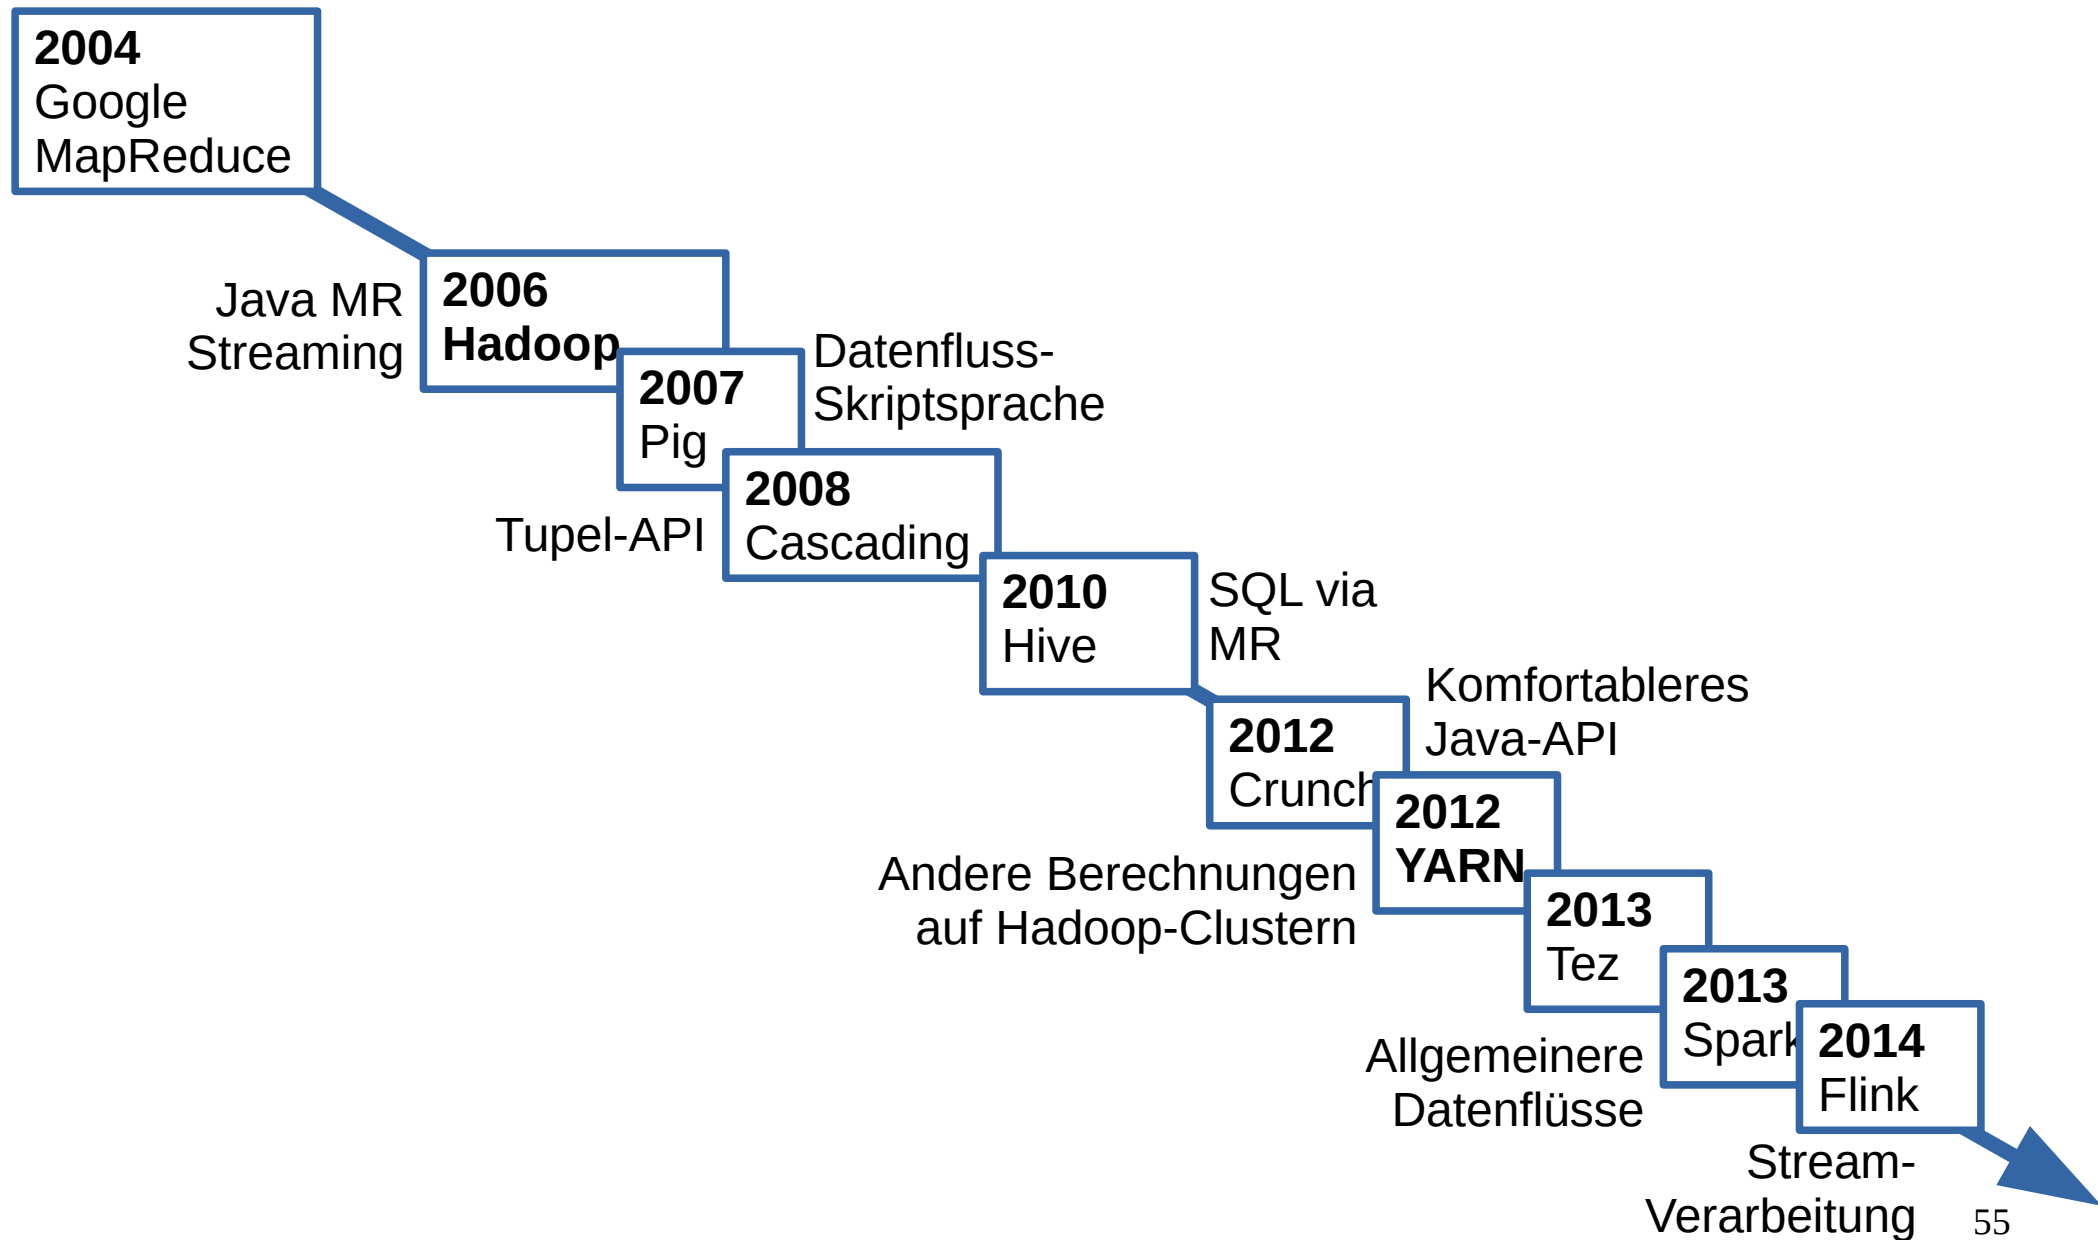 2004
Google
MapReduce
Java MR
Streaming
2006
Hadoop
2007
Pig
Datenfluss-
Skriptsprache
Tupel-API
2008
Cascading
2010
Hive
SQL via
MR
2012
Crunch
Komfortableres
Java-API
Andere Berechnungen
auf Hadoop-Clustern
2012
YARN
2013
Tez
Allgemeinere
Datenflüsse
2013
Spark
2014
Flink
Stream-
Verarbeitung
55